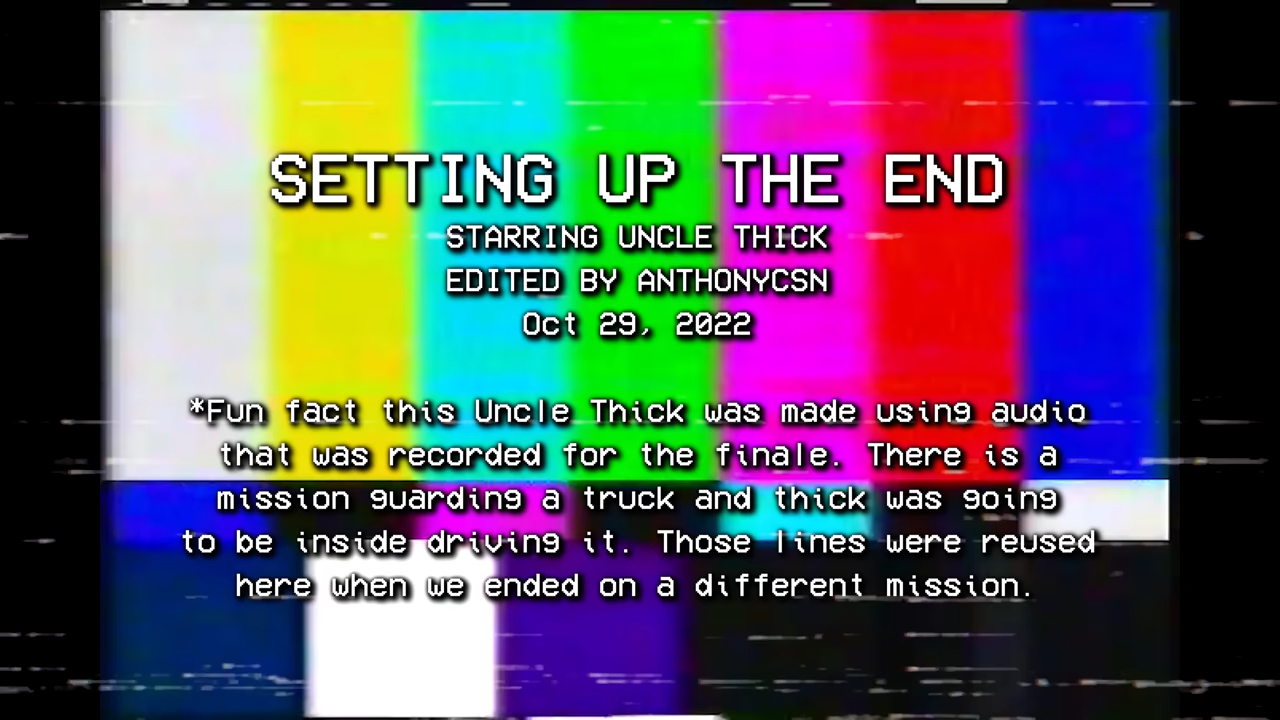 SETTING UP THE END
STARRING UNCLE THICK
EDITED BY ANTHONYCSN
Oct 29, 2022
*Fun fact this Uncle Thick was made using audio
that was recorded for the finale. There is a
mission guarding a truck and thick was going
to be inside driving it. Those lines were reused
here when we ended on a different mission.